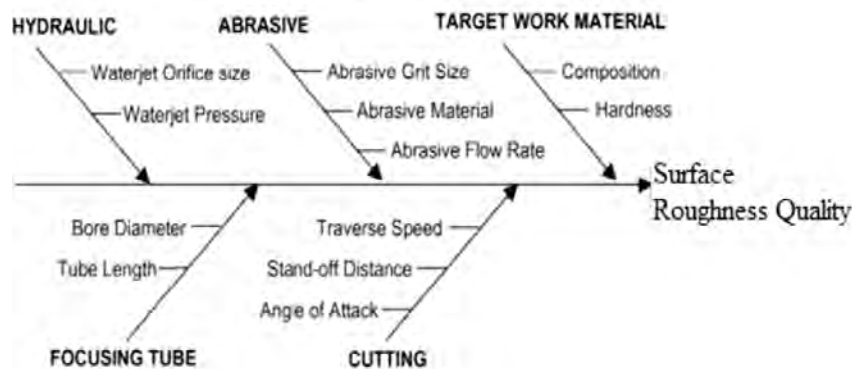 HYDRAULIC
ABRASIVE
TARGET WORK MATERIAL
Waterjet Orifice size
Waterjet Pressure
Abrasive Grit Size
Abrasive Material
Abrasive Flow Rate
Composition
Hardness
Surface
Roughness Quality
Bore Diameter
Tube Length
Traverse Speed
Stand-off Distance
Angle of Attack
FOCUSING TUBE
CUTTING